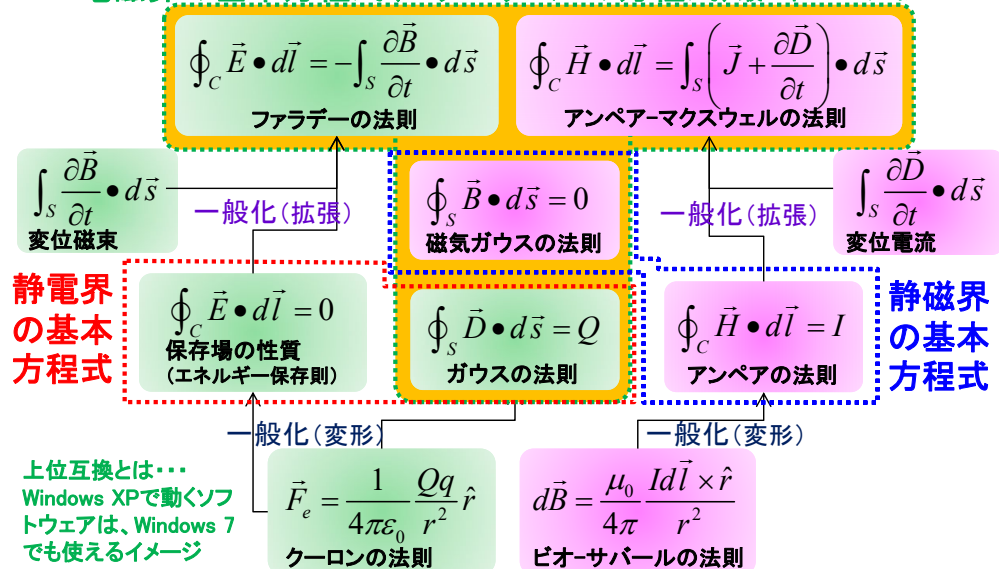 ∮_C E⃗ • dl⃗ = −∫_S ∂B⃗/∂t • ds⃗
ファラデーの法則
∮_C H⃗ • dl⃗ = ∫_S (J⃗ + ∂D⃗/∂t) • ds⃗
アンペア-マクスウェルの法則
∫_S ∂B⃗/∂t • ds⃗
変位磁束
一般化(拡張)
∮_S B⃗ • ds⃗ = 0
磁気ガウスの法則
一般化(拡張)
∫_S ∂D⃗/∂t • ds⃗
変位電流
静電界
の基本
方程式
∮_C E⃗ • dl⃗ = 0
保存場の性質
(エネルギー保存則)
∮_S D⃗ • ds⃗ = Q
ガウスの法則
∮_C H⃗ • dl⃗ = I
アンペアの法則
静磁界
の基本
方程式
一般化(変形)
一般化(変形)
上位互換とは・・・
Windows XPで動くソフ
トウェアは、Windows 7
でも使えるイメージ
F⃗_e = 1/(4πε₀) Qq/r² r̂
クーロンの法則
dB⃗ = μ₀/4π Idl⃗ × r̂/r²
ビオ-サバールの法則